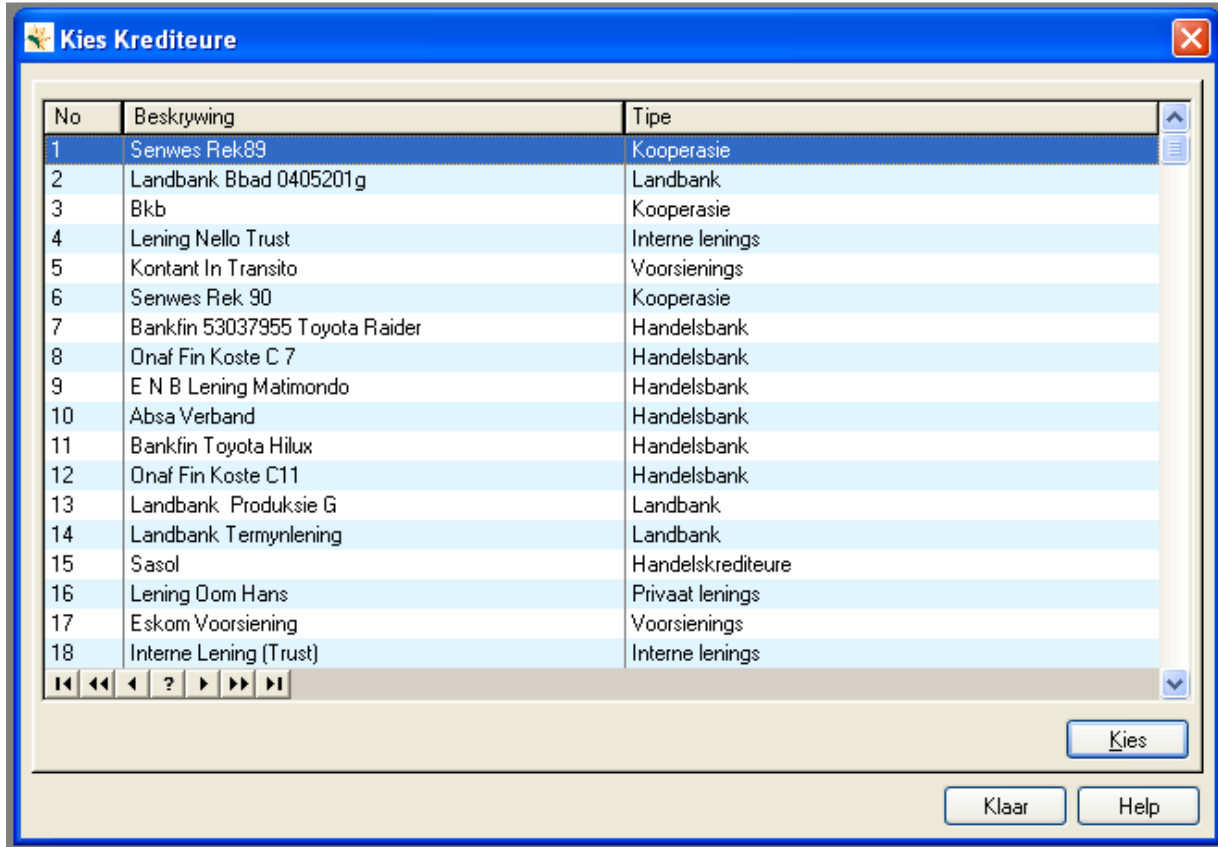 Kies Krediteure
No Beskrywing Tipe
1 Senwes Rek89 Kooperasie
2 Landbank Bbad 0405201g Landbank
3 Bkb Kooperasie
4 Lening Nello Trust Interne lenings
5 Kontant In Transito Voorsienings
6 Senwes Rek 90 Kooperasie
7 Bankfin 53037955 Toyota Raider Handelsbank
8 Onaf Fin Koste C 7 Handelsbank
9 E N B Lening Matimondo Handelsbank
10 Absa Verband Handelsbank
11 Bankfin Toyota Hilux Handelsbank
12 Onaf Fin Koste C11 Handelsbank
13 Landbank  Produksie G Landbank
14 Landbank Termynlening Landbank
15 Sasol Handelskrediteure
16 Lening Oom Hans Privaat lenings
17 Eskom Voorsiening Voorsienings
18 Interne Lening (Trust) Interne lenings
?
Kies
Klaar Help